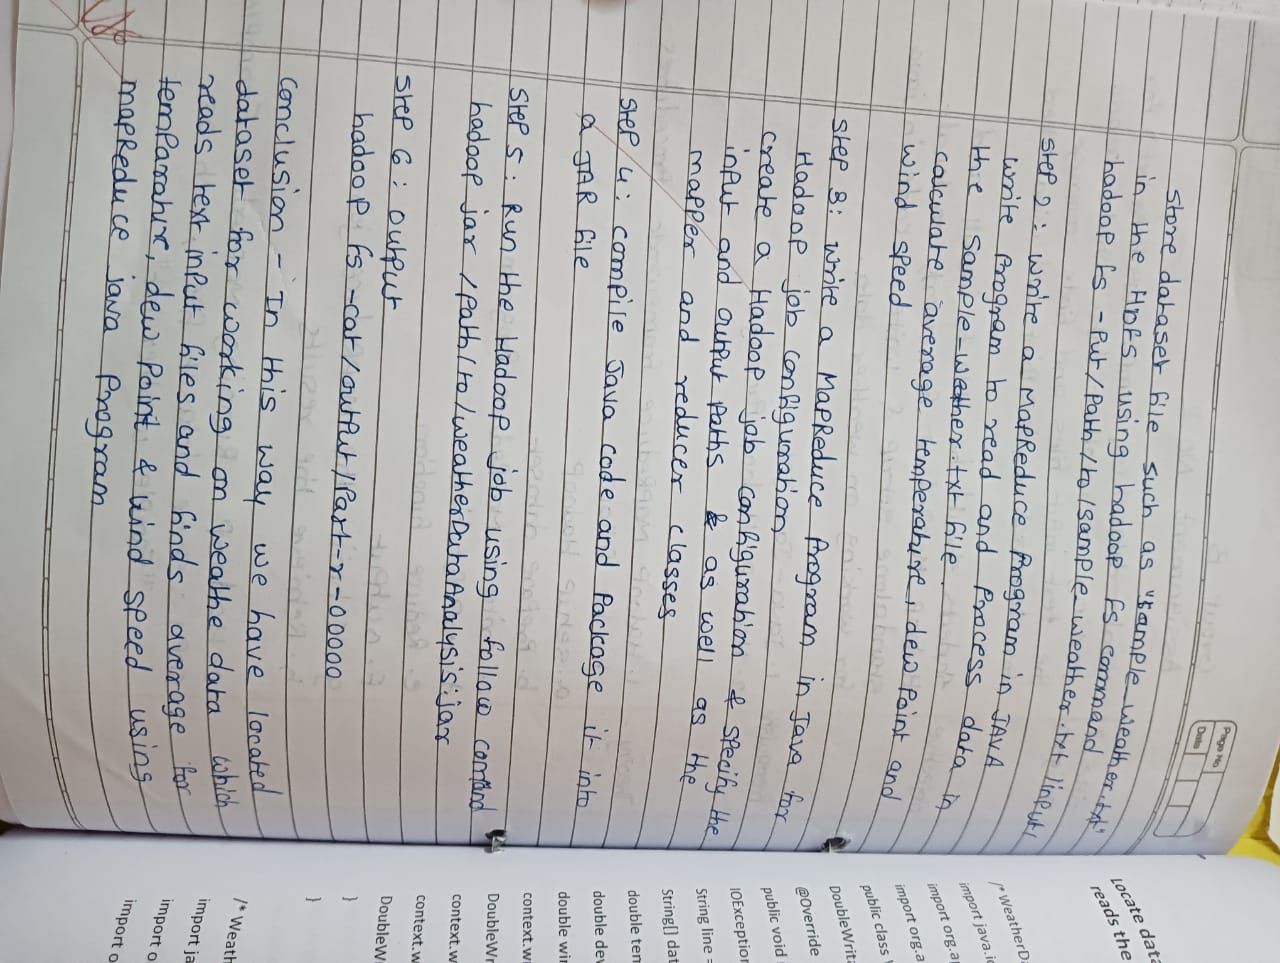 Page No
Date
Store dataset file such as "sample_weather.txt"
in the HDFS using hadoop fs command
hadoop fs - Put /Path /to /sample-weather.txt /input/
Step 2: Write a MapReduce Program in JAVA
Write Program to read and Process data in
the sample_weather.txt file.
calculate average temperature, dew Point and
wind speed
Step 3: Write a MapReduce Program in Java for
Hadoop job configuration
create a Hadoop job configuration & specify the
input and output Paths & as well as the
mapper and reducer classes
Step 4: compile Java code and Package it into
a JAR file
Step 5: Run the Hadoop job using follow command
hadoop jar /Path/to/weatherDataAnalysis.jar
Step 6: output
hadoop fs -cat /output/Part-r-00000
conclusion - In this way we have located
dataset for working on weathe data which
reads text input files and finds average for
temparature, dew Point & wind speed using
mapReduce java Program
Locate data
reads the
/* WeatherDa
import java.io
import org.a
import org.a
public class
DoubleWrita
@Override
public void
IOException
String line =
String[] dat
double tem
double dev
double wi
context.w
DoubleWr
context.w
context.w
DoubleW
}
}
/* Weath
import ja
import o
import o